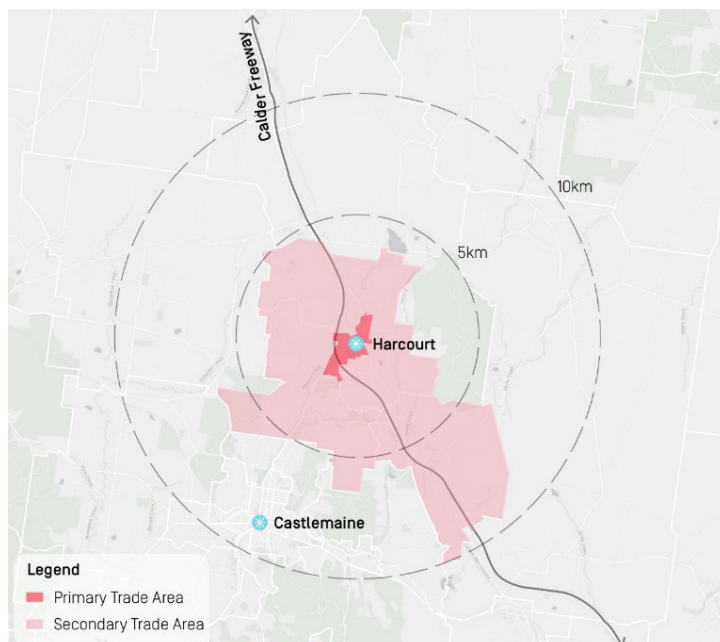 Calder Freeway
10km
5km
Harcourt
Castlemaine
Legend
Primary Trade Area
Secondary Trade Area